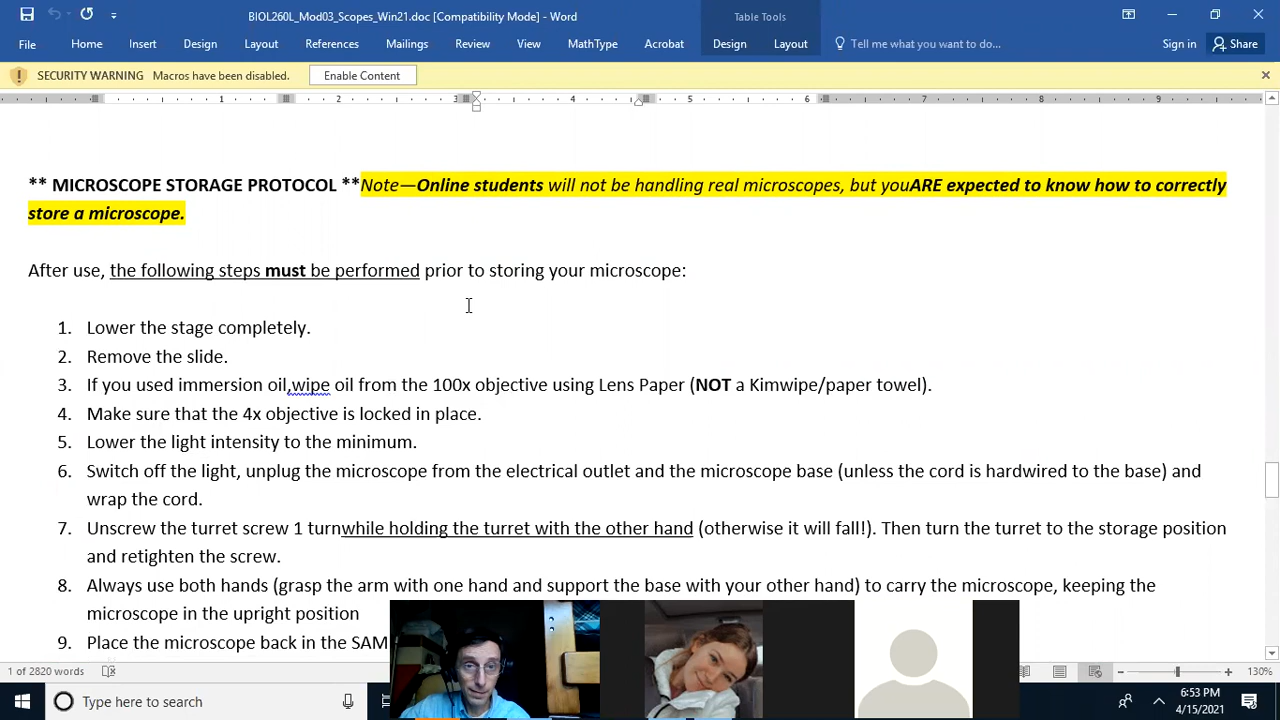 BIOL260L_Mod03_Scopes_Win21.doc [Compatibility Mode] - Word
Table Tools
File Home Insert Design Layout References Mailings Review View MathType Acrobat Design Layout Tell me what you want to do... Sign in Share
SECURITY WARNING Macros have been disabled. Enable Content
1 2 3 4 5 6 7 8 9
** MICROSCOPE STORAGE PROTOCOL **Note—Online students will not be handling real microscopes, but youARE expected to know how to correctly
store a microscope.
After use, the following steps must be performed prior to storing your microscope:
1. Lower the stage completely.
2. Remove the slide.
3. If you used immersion oil,wipe oil from the 100x objective using Lens Paper (NOT a Kimwipe/paper towel).
4. Make sure that the 4x objective is locked in place.
5. Lower the light intensity to the minimum.
6. Switch off the light, unplug the microscope from the electrical outlet and the microscope base (unless the cord is hardwired to the base) and
wrap the cord.
7. Unscrew the turret screw 1 turnwhile holding the turret with the other hand (otherwise it will fall!). Then turn the turret to the storage position
and retighten the screw.
8. Always use both hands (grasp the arm with one hand and support the base with your other hand) to carry the microscope, keeping the
microscope in the upright position
9. Place the microscope back in the SAM
1 of 2820 words
130%
Type here to search
6:53 PM
4/15/2021